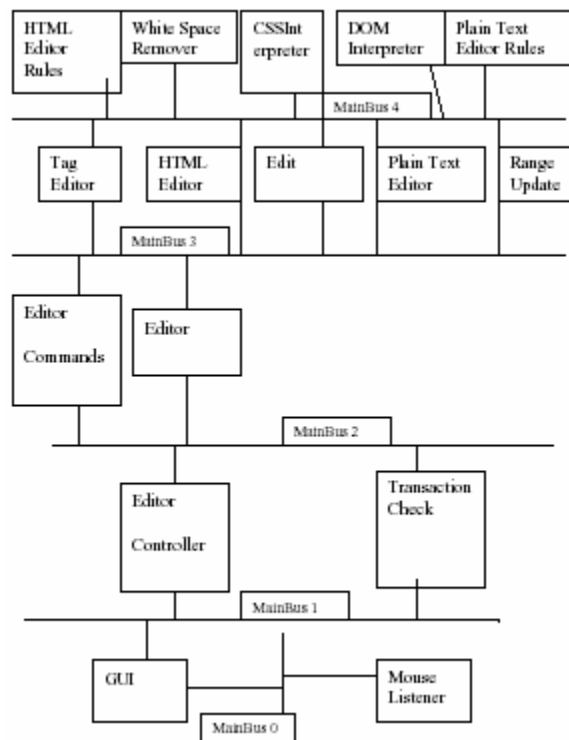 HTML
Editor
Rules
White Space
Remover
CSSInt
erpreter
DOM
Interpreter
Plain Text
Editor Rules
MainBus 4
Tag
Editor
HTML
Editor
Edit
Plain Text
Editor
Range
Update
MainBus 3
Editor
Commands
Editor
MainBus 2
Editor
Controller
Transaction
Check
MainBus 1
GUI
Mouse
Listener
MainBus 0